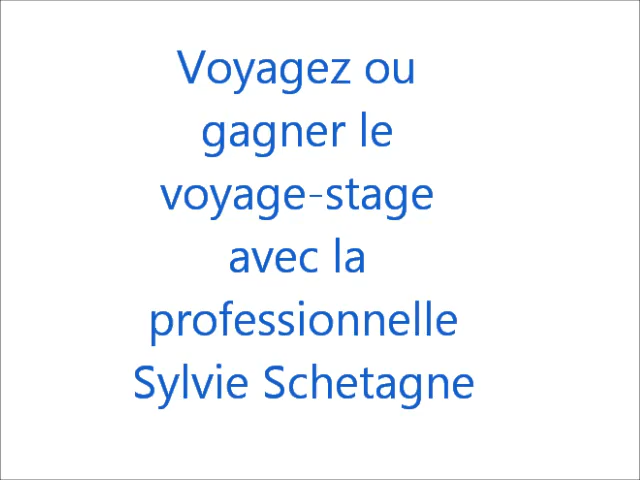 Voyagez ou
gagner le
voyage-stage
avec la
professionnelle
Sylvie Schetagne